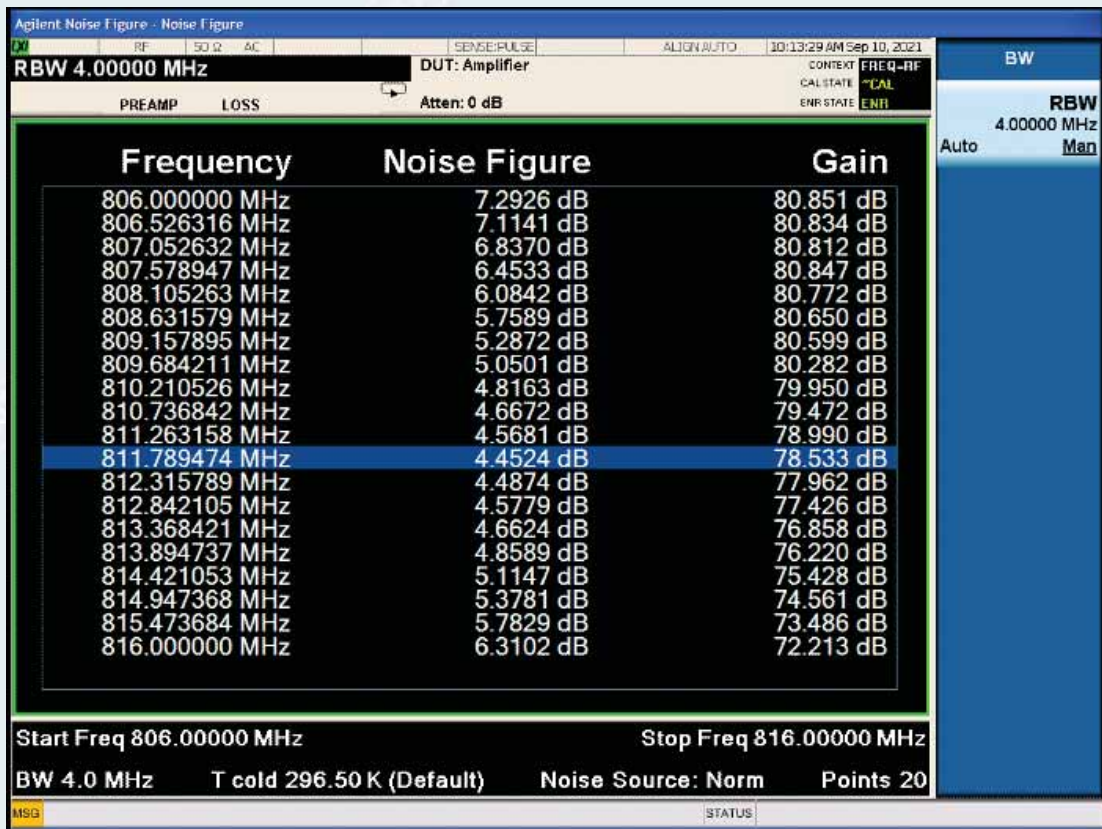 Agilent Noise Figure - Noise Figure
RF 50 Ω AC SENSE:PULSE ALIGN AUTO 10:13:29 AM Sep 10, 2021
RBW 4.00000 MHz DUT: Amplifier CONTEXT FREQ-RF
CAL STATE ~CAL
PREAMP LOSS Atten: 0 dB ENR STATE ENR
BW
RBW
4.00000 MHz
Auto Man
Frequency Noise Figure Gain
806.000000 MHz 7.2926 dB 80.851 dB
806.526316 MHz 7.1141 dB 80.834 dB
807.052632 MHz 6.8370 dB 80.812 dB
807.578947 MHz 6.4533 dB 80.847 dB
808.105263 MHz 6.0842 dB 80.772 dB
808.631579 MHz 5.7589 dB 80.650 dB
809.157895 MHz 5.2872 dB 80.599 dB
809.684211 MHz 5.0501 dB 80.282 dB
810.210526 MHz 4.8163 dB 79.950 dB
810.736842 MHz 4.6672 dB 79.472 dB
811.263158 MHz 4.5681 dB 78.990 dB
811.789474 MHz 4.4524 dB 78.533 dB
812.315789 MHz 4.4874 dB 77.962 dB
812.842105 MHz 4.5779 dB 77.426 dB
813.368421 MHz 4.6624 dB 76.858 dB
813.894737 MHz 4.8589 dB 76.220 dB
814.421053 MHz 5.1147 dB 75.428 dB
814.947368 MHz 5.3781 dB 74.561 dB
815.473684 MHz 5.7829 dB 73.486 dB
816.000000 MHz 6.3102 dB 72.213 dB
Start Freq 806.00000 MHz Stop Freq 816.00000 MHz
BW 4.0 MHz T cold 296.50 K (Default) Noise Source: Norm Points 20
MSG STATUS